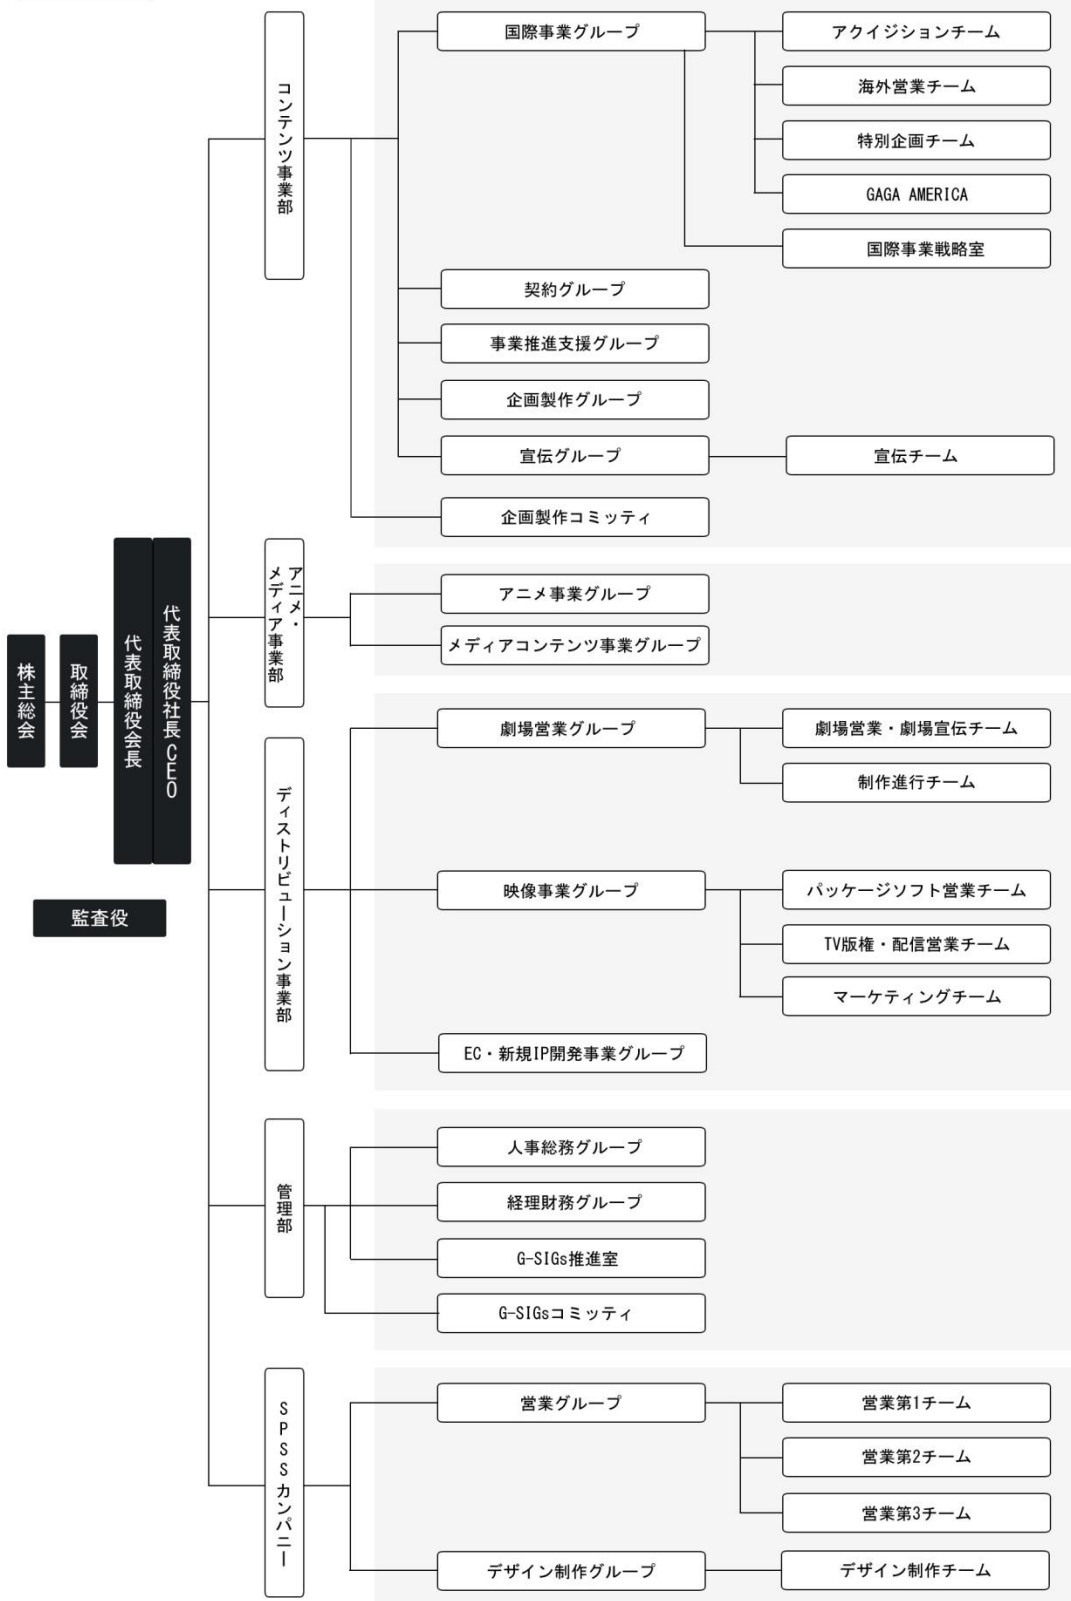 株主総会
取締役会
代表取締役会長
代表取締役社長 CEO
監査役
コンテンツ事業部
国際事業グループ
アクイジションチーム
海外営業チーム
特別企画チーム
GAGA AMERICA
国際事業戦略室
契約グループ
事業推進支援グループ
企画製作グループ
宣伝グループ
宣伝チーム
企画製作コミッティ
アニメ・
メディア事業部
アニメ事業グループ
メディアコンテンツ事業グループ
ディストリビューション事業部
劇場営業グループ
劇場営業・劇場宣伝チーム
制作進行チーム
映像事業グループ
パッケージソフト営業チーム
TV版権・配信営業チーム
マーケティングチーム
EC・新規IP開発事業グループ
管理部
人事総務グループ
経理財務グループ
G-SIGs推進室
G-SIGsコミッティ
SPSSカンパニー
営業グループ
営業第1チーム
営業第2チーム
営業第3チーム
デザイン制作グループ
デザイン制作チーム